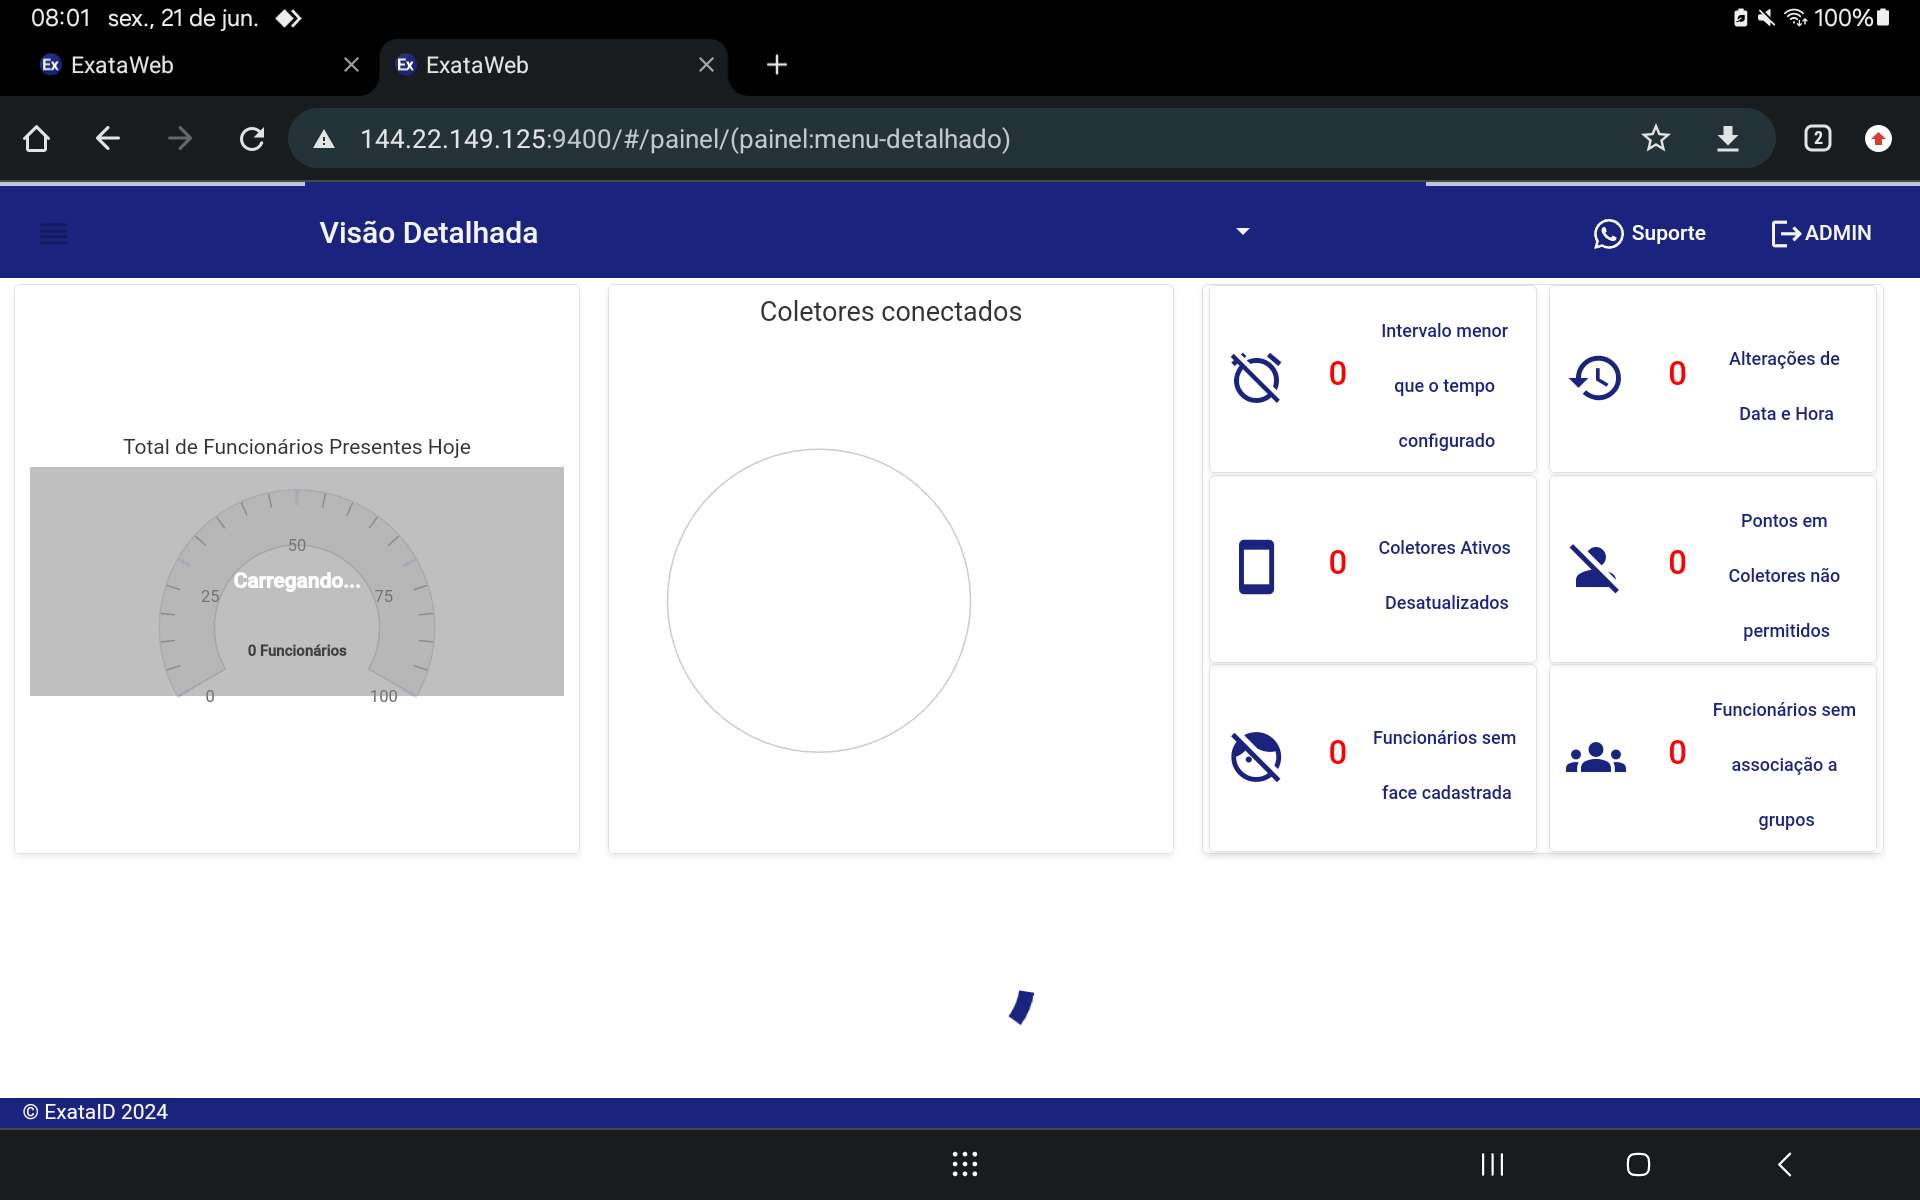 08:01 sex., 21 de jun. 100%
Ex ExataWeb Ex ExataWeb
144.22.149.125:9400/#/painel/(painel:menu-detalhado) 2
Visão Detalhada Suporte ADMIN
Total de Funcionários Presentes Hoje
50
Carregando...
25 75
0 Funcionários
0 100
Coletores conectados
0 Intervalo menor
que o tempo
configurado
0 Alterações de
Data e Hora
0 Coletores Ativos
Desatualizados
0 Pontos em
Coletores não
permitidos
0 Funcionários sem
face cadastrada
0 Funcionários sem
associação a
grupos
© ExataID 2024